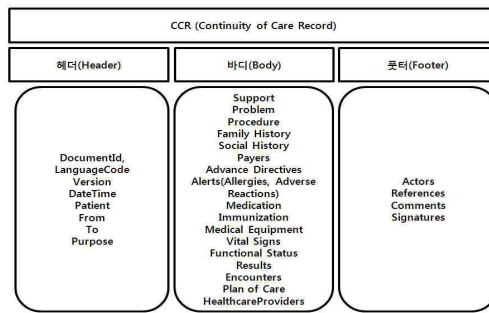 CCR (Continuity of Care Record)
헤더(Header)
바디(Body)
풋터(Footer)
DocumentId,
LanguageCode
Version
DateTime
Patient
From
To
Purpose
Support
Problem
Procedure
Family History
Social History
Payers
Advance Directives
Alerts(Allergies, Adverse
Reactions)
Medication
Immunization
Medical Equipment
Vital Signs
Functional Status
Results
Encounters
Plan of Care
HealthcareProviders
Actors
References
Comments
Signatures